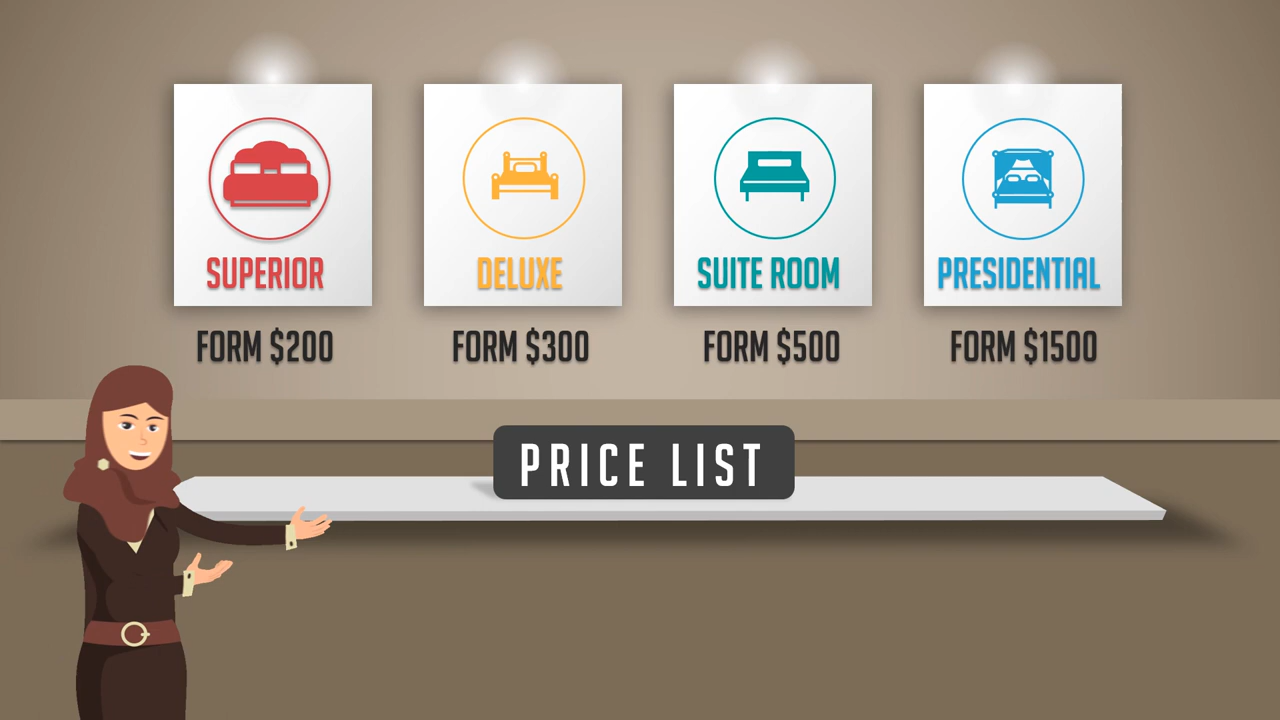 SUPERIOR
DELUXE
SUITE ROOM
PRESIDENTIAL
FORM $200
FORM $300
FORM $500
FORM $1500
PRICE LIST